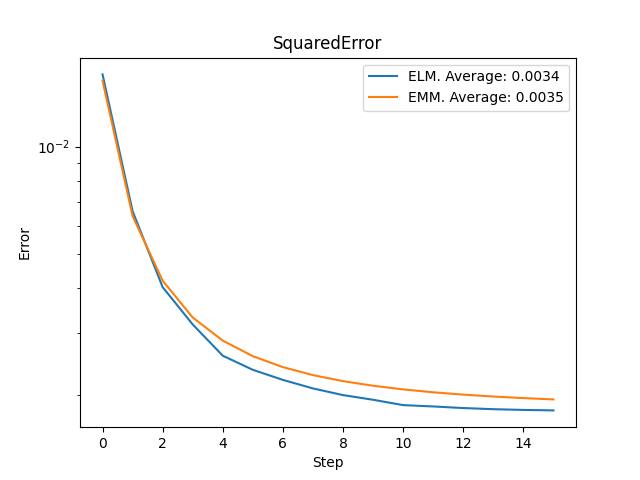 SquaredError
ELM. Average: 0.0034
EMM. Average: 0.0035
10⁻²
Error
0 2 4 6 8 10 12 14
Step